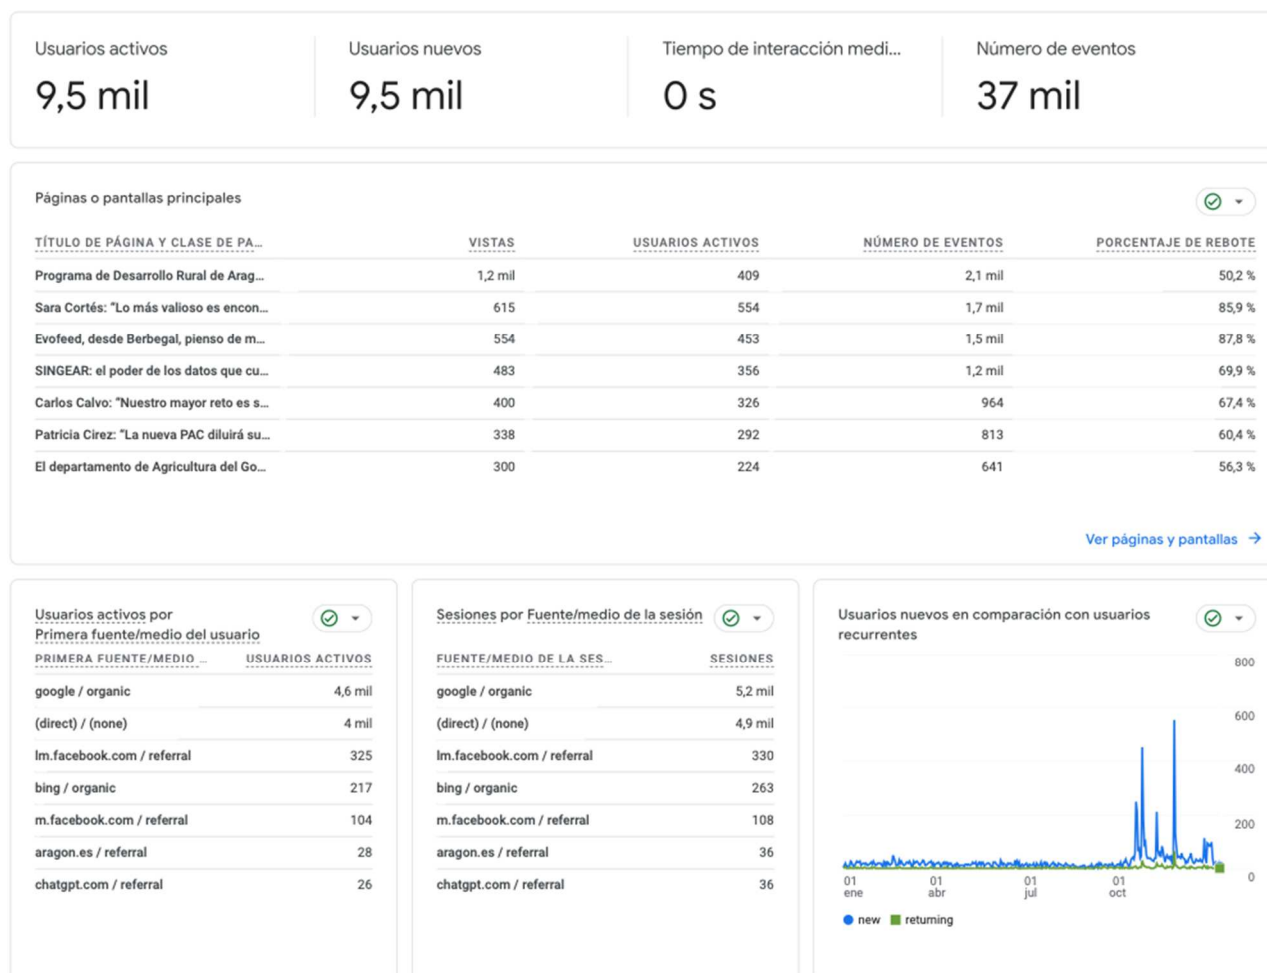 Usuarios activos
9,5 mil
Usuarios nuevos
9,5 mil
Tiempo de interacción medi...
0 s
Número de eventos
37 mil
Páginas o pantallas principales
TÍTULO DE PÁGINA Y CLASE DE PA... VISTAS USUARIOS ACTIVOS NÚMERO DE EVENTOS PORCENTAJE DE REBOTE
Programa de Desarrollo Rural de Arag... 1,2 mil 409 2,1 mil 50,2 %
Sara Cortés: “Lo más valioso es encon... 615 554 1,7 mil 85,9 %
Evofeed, desde Berbegal, pienso de m... 554 453 1,5 mil 87,8 %
SINGEAR: el poder de los datos que cu... 483 356 1,2 mil 69,9 %
Carlos Calvo: “Nuestro mayor reto es s... 400 326 964 67,4 %
Patricia Cirez: “La nueva PAC diluirá su... 338 292 813 60,4 %
El departamento de Agricultura del Go... 300 224 641 56,3 %
Ver páginas y pantallas
Usuarios activos por
Primera fuente/medio del usuario
PRIMERA FUENTE/MEDIO ... USUARIOS ACTIVOS
google / organic 4,6 mil
(direct) / (none) 4 mil
lm.facebook.com / referral 325
bing / organic 217
m.facebook.com / referral 104
aragon.es / referral 28
chatgpt.com / referral 26
Sesiones por Fuente/medio de la sesión
FUENTE/MEDIO DE LA SES... SESIONES
google / organic 5,2 mil
(direct) / (none) 4,9 mil
lm.facebook.com / referral 330
bing / organic 263
m.facebook.com / referral 108
aragon.es / referral 36
chatgpt.com / referral 36
Usuarios nuevos en comparación con usuarios
recurrentes
800
600
400
200
0
01 01 01 01
ene abr jul oct
new returning